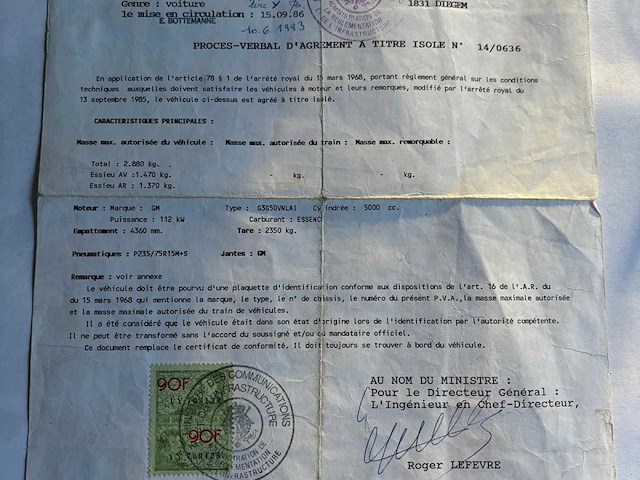 Genre : voiture
1831 DIEGEM
1e mise en circulation : 15.09.86
E. BOTTEMANNE
10.6.1993
PROCES-VERBAL D'AGREMENT A TITRE ISOLE N° 14/0636
En application de l'article 78 § 1 de l'arrêté royal du 15 mars 1968, portant règlement général sur les conditions
techniques auxquelles doivent satisfaire les véhicules à moteur et leurs remorques, modifié par l'arrêté royal du
13 septembre 1985, le véhicule ci-dessus est agréé à titre isolé.
CARACTERISTIQUES PRINCIPALES :
Masse max. autorisée du véhicule : Masse max. autorisée du train : Masse max. remorquable :
Total : 2.880 kg.
Essieu AV : 1.470 kg. - kg. - kg.
Essieu AR : 1.370 kg.
Moteur : Marque : GM Type : Cylindrée : 5000 cc.
Puissance : 112 kW Carburant : ESSENCE
Empattement : 4360 mm. Tare : 2350 kg.
Pneumatiques : P235/75R15M+S Jantes : GM
Remarque : voir annexe
Le véhicule doit être pourvu d'une plaquette d'identification conforme aux dispositions de l'art. 16 de l'A.R. du
du 15 mars 1968 qui mentionne la marque, le type, le n° de chissis, le numéro du présent P.V.A., la masse maximale autorisée
et la masse maximale autorisée du train de véhicules.
Il a été considéré que le véhicule était dans son état d'origine lors de l'identification par l'autorité compétente.
Il ne peut être transformé sans l'accord du soussigné et/ou du mandataire officiel.
Ce document remplace le certificat de conformité. Il doit toujours se trouver à bord du véhicule.
90F
90F
MINISTERE DES COMMUNICATIONS
INFRASTRUCTURE
AU NOM DU MINISTRE :
Pour le Directeur Général :
L'Ingénieur en Chef-Directeur,
Roger LEFEVRE